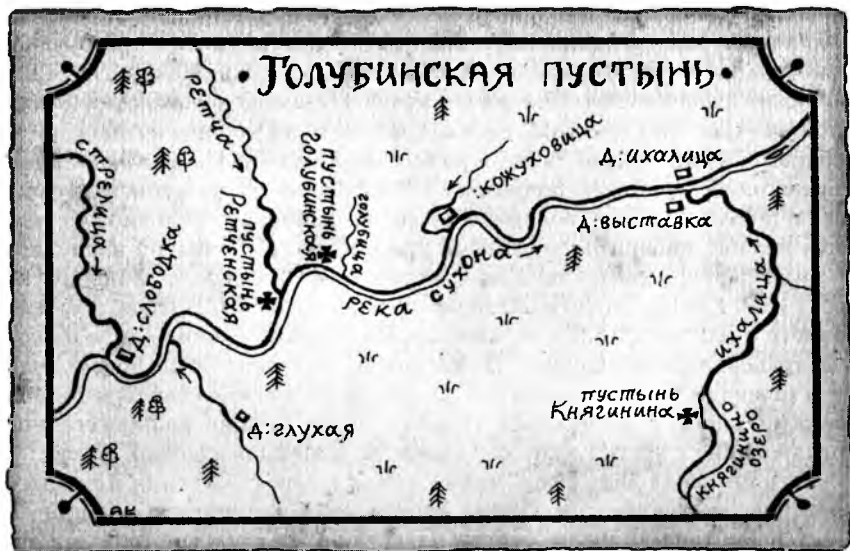 • Голубинская пустынь •
Стрелица
Ретча
пустынь
Ретченская
пустынь
Голубинская
голубица
кожуховица
Д: ихалица
Д: выставка
Д: слободка
река Сухона
ихалица
Д: глухая
пустынь
Княгинина
княгинино
озеро
АК